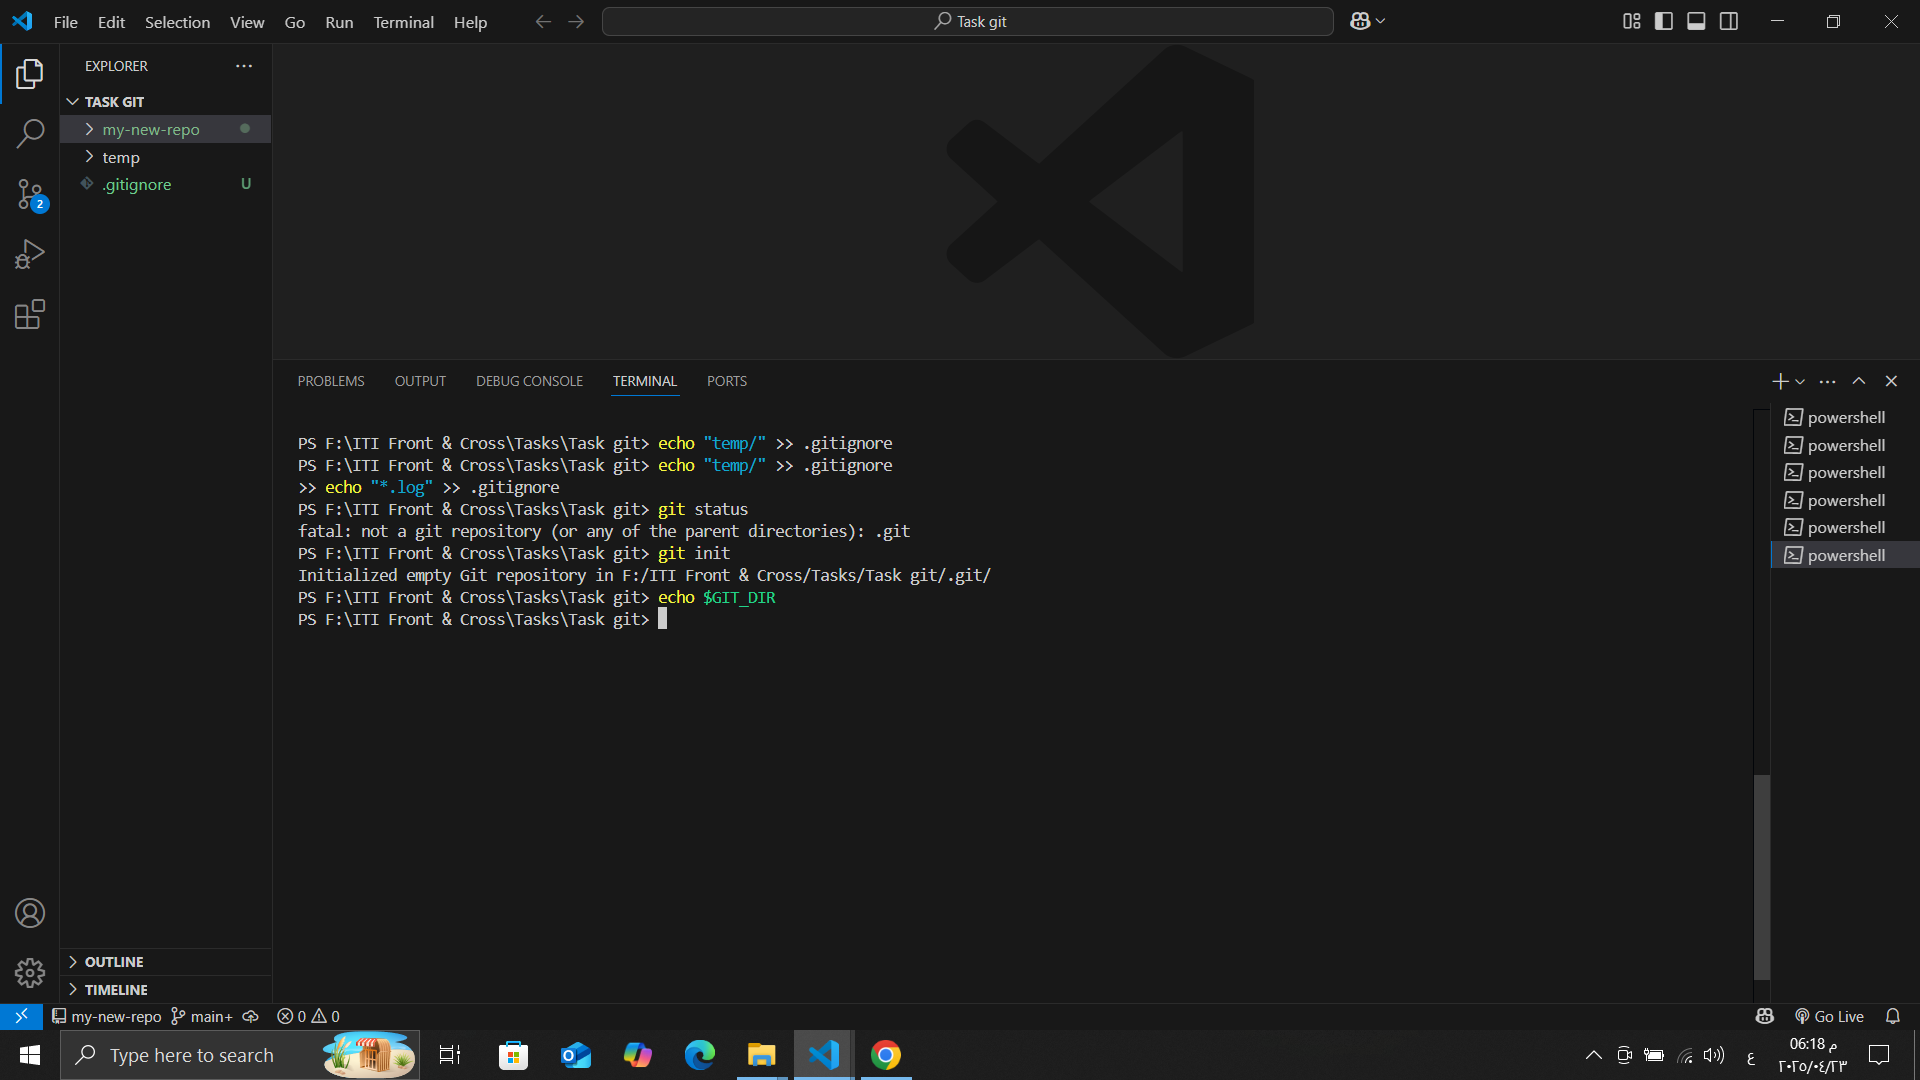 File Edit Selection View Go Run Terminal Help
Task git
EXPLORER
TASK GIT
my-new-repo
temp
.gitignore U
2
OUTLINE
TIMELINE
PROBLEMS OUTPUT DEBUG CONSOLE TERMINAL PORTS
PS F:\ITI Front & Cross\Tasks\Task git> echo "temp/" >> .gitignore
PS F:\ITI Front & Cross\Tasks\Task git> echo "temp/" >> .gitignore
>> echo "*.log" >> .gitignore
PS F:\ITI Front & Cross\Tasks\Task git> git status
fatal: not a git repository (or any of the parent directories): .git
PS F:\ITI Front & Cross\Tasks\Task git> git init
Initialized empty Git repository in F:/ITI Front & Cross/Tasks/Task git/.git/
PS F:\ITI Front & Cross\Tasks\Task git> echo $GIT_DIR
PS F:\ITI Front & Cross\Tasks\Task git>
powershell
powershell
powershell
powershell
powershell
powershell
my-new-repo main+ 0 0 Go Live
Type here to search
ع
06:18 م
٢٠٢٥/٠٤/٢٣